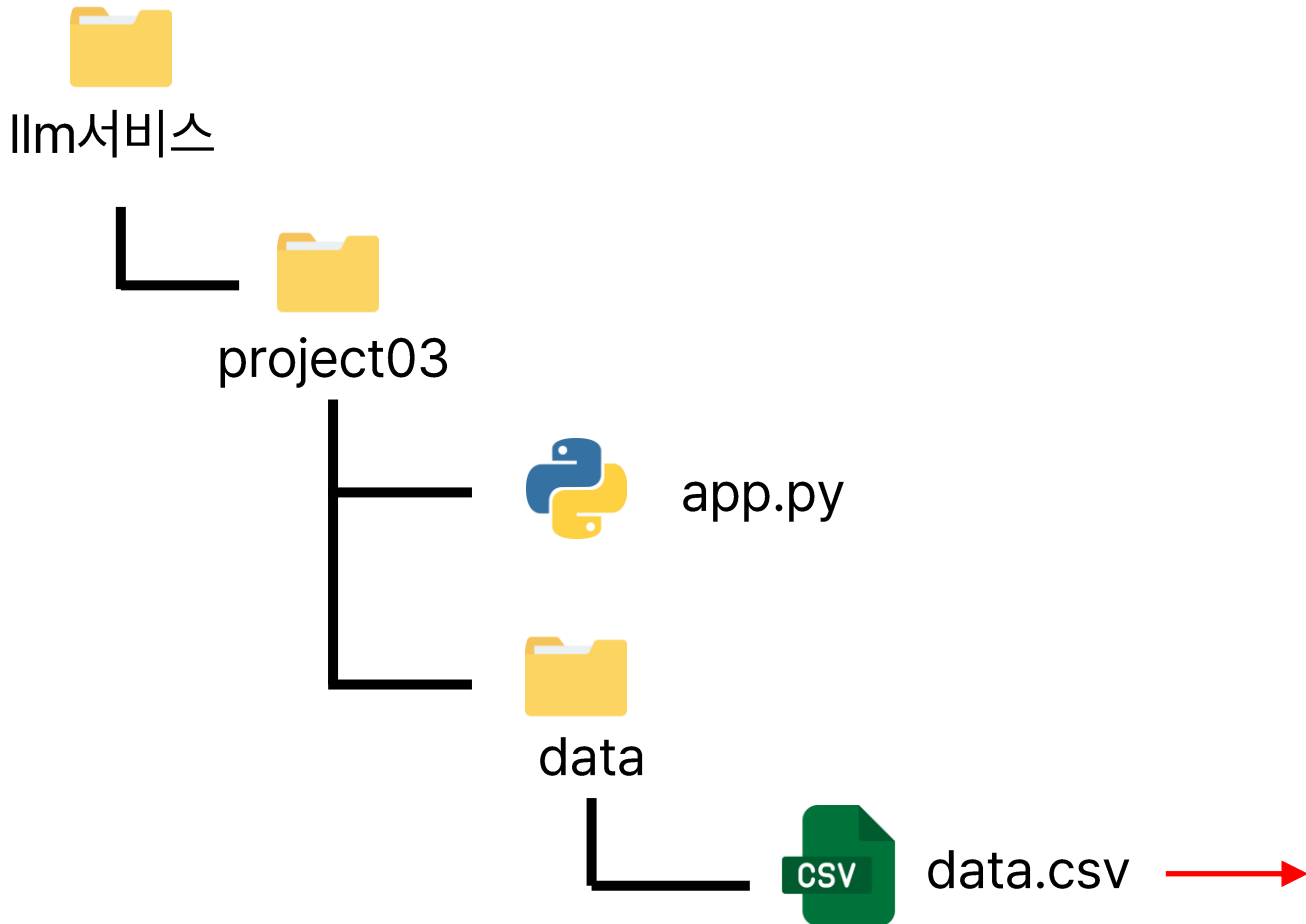 llm서비스
project03
app.py
data
CSV
data.csv